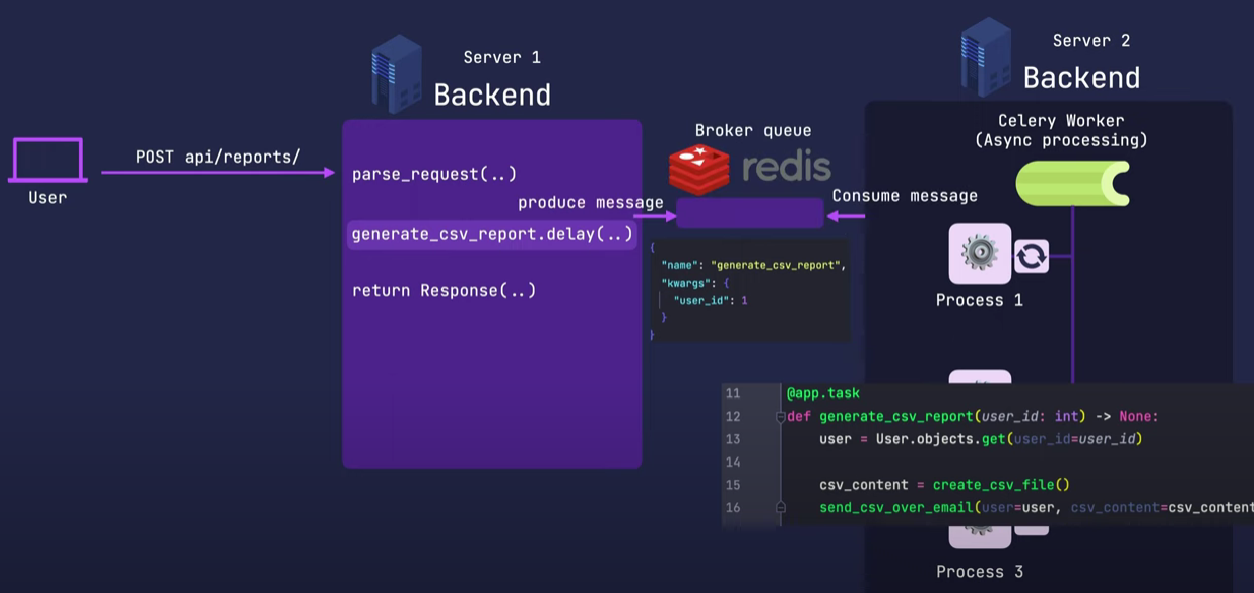 Server 1
Backend
Server 2
Backend
Celery Worker
(Async processing)
Broker queue
redis
POST api/reports/
User
parse_request(..)
produce message
Consume message
generate_csv_report.delay(..)
return Response(..)
{
"name": "generate_csv_report",
"kwargs": {
"user_id": 1
}
}
Process 1
11 @app.task
12 def generate_csv_report(user_id: int) -> None:
13 user = User.objects.get(user_id=user_id)
14
15 csv_content = create_csv_file()
16 send_csv_over_email(user=user, csv_content=csv_content
Process 3